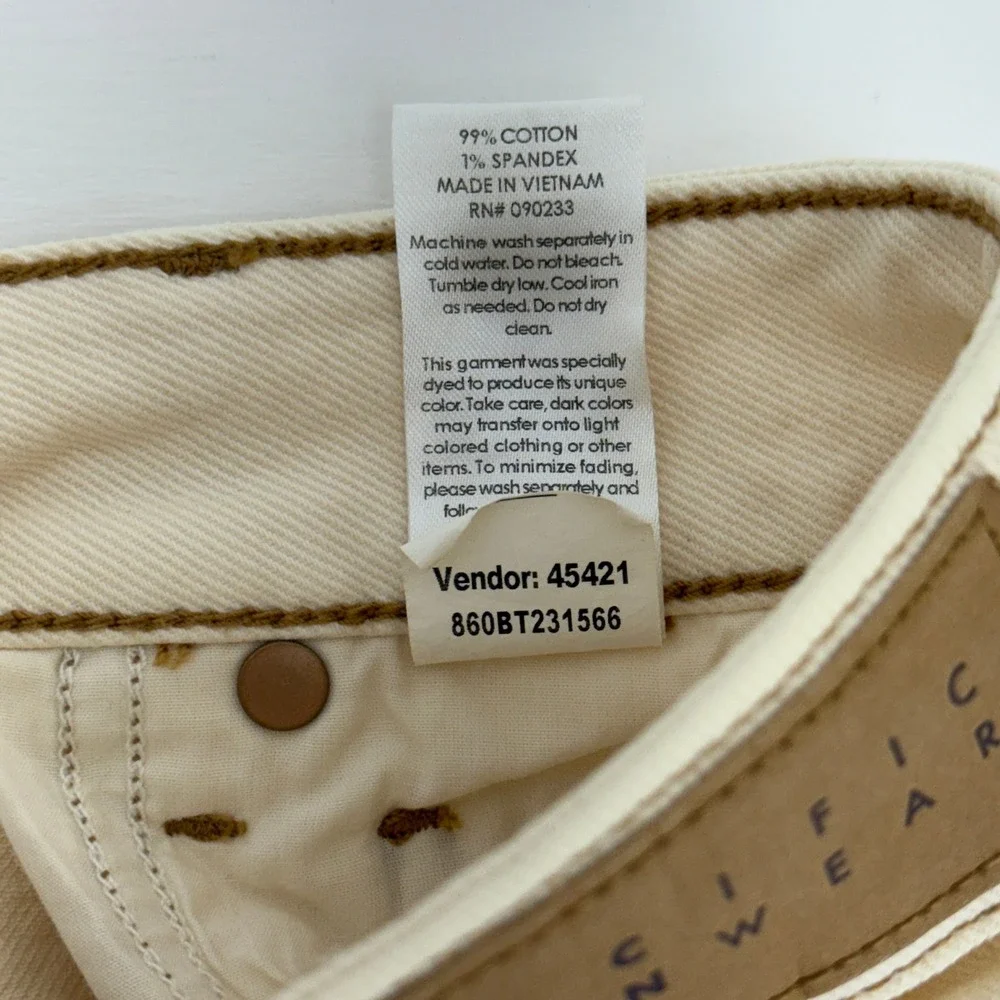 99% COTTON
1% SPANDEX
MADE IN VIETNAM
RN# 090233
Machine wash separately in
cold water. Do not bleach.
Tumble dry low. Cool iron
as needed. Do not dry
clean.
This garment was specially
dyed to produce its unique
color. Take care, dark colors
may transfer onto light
colored clothing or other
items. To minimize fading,
please wash separately and
Vendor: 45421
860BT231566
CIFIC
NWEAR